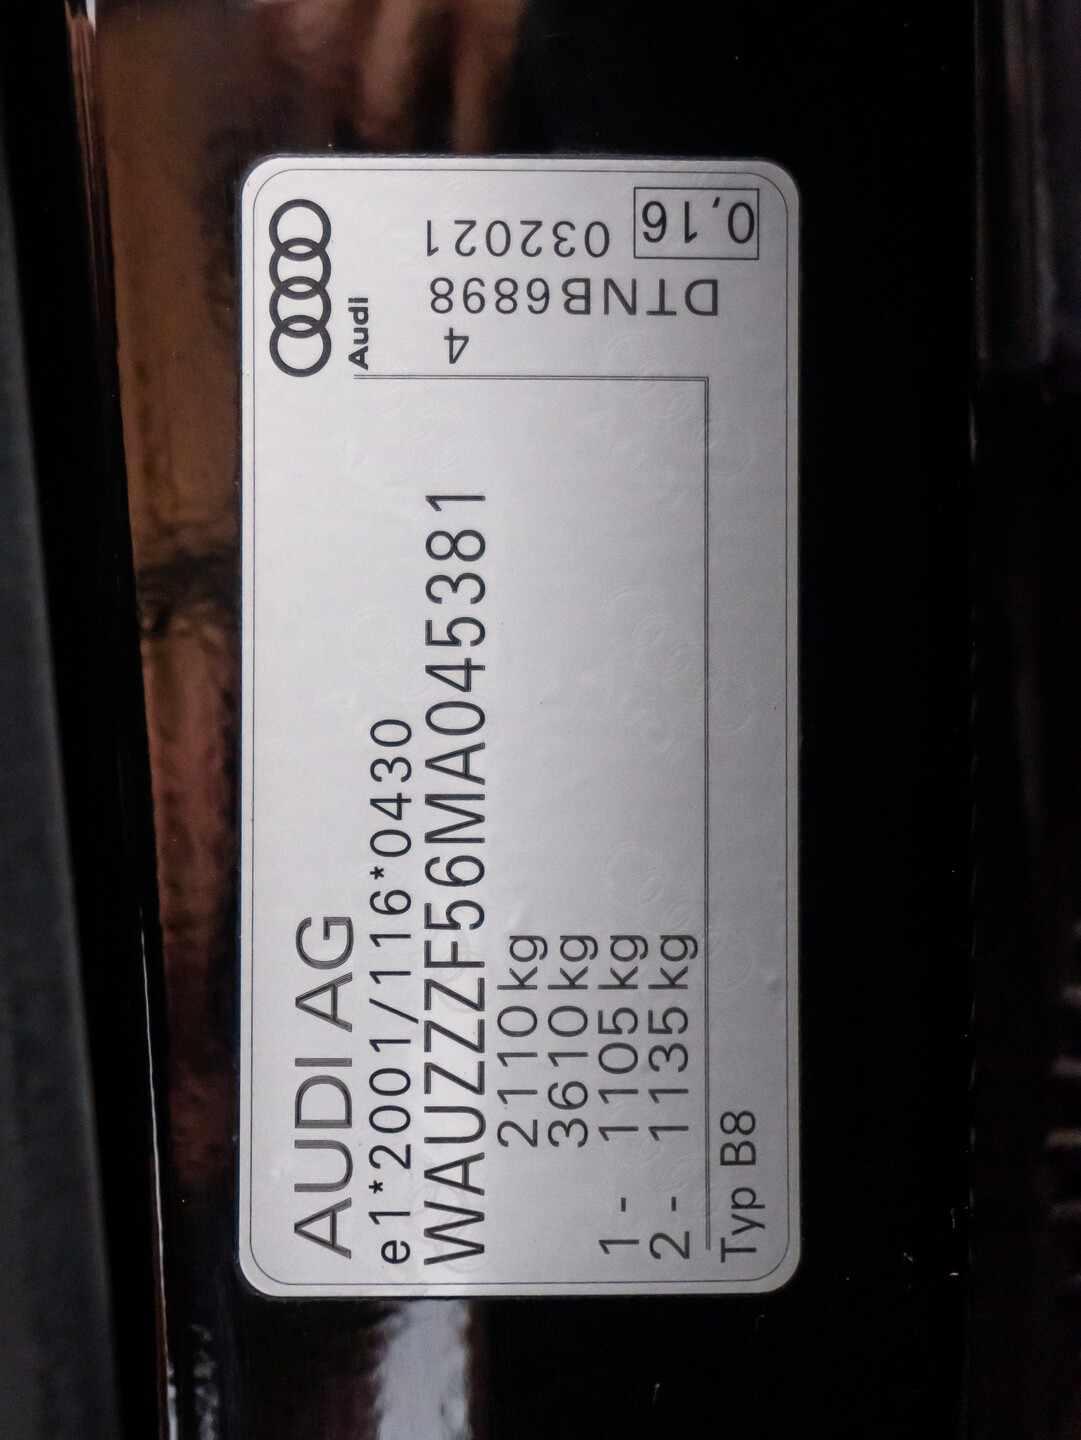 AUDI AG
e1*2001/116*0430
WAUZZZF56MA045381
2110kg
3610kg
1 - 1105kg
2 - 1135kg
Typ B8
Audi
0,16
032021
DTNB6898
4